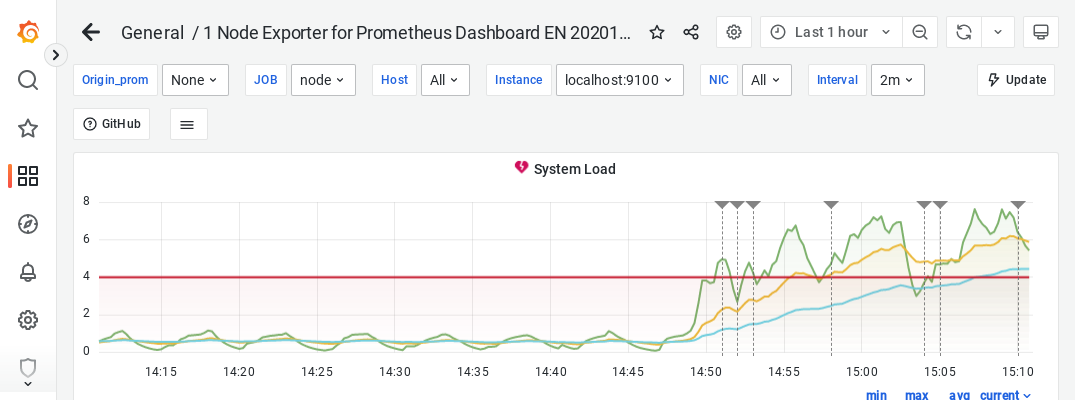 General / 1 Node Exporter for Prometheus Dashboard EN 20201... Last 1 hour
Origin_prom None JOB node Host All Instance localhost:9100 NIC All Interval 2m Update
GitHub
System Load
8
6
4
2
0
14:15 14:20 14:25 14:30 14:35 14:40 14:45 14:50 14:55 15:00 15:05 15:10
min max avg current